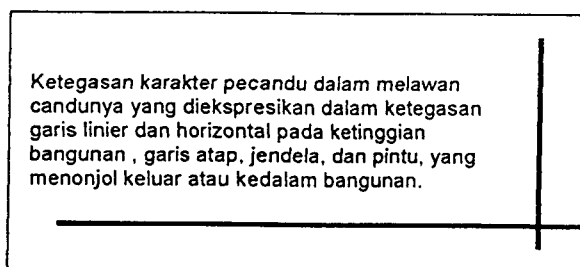 Ketegasan karakter pecandu dalam melawan
candunya yang diekspresikan dalam ketegasan
garis linier dan horizontal pada ketinggian
bangunan , garis atap, jendela, dan pintu, yang
menonjol keluar atau kedalam bangunan.